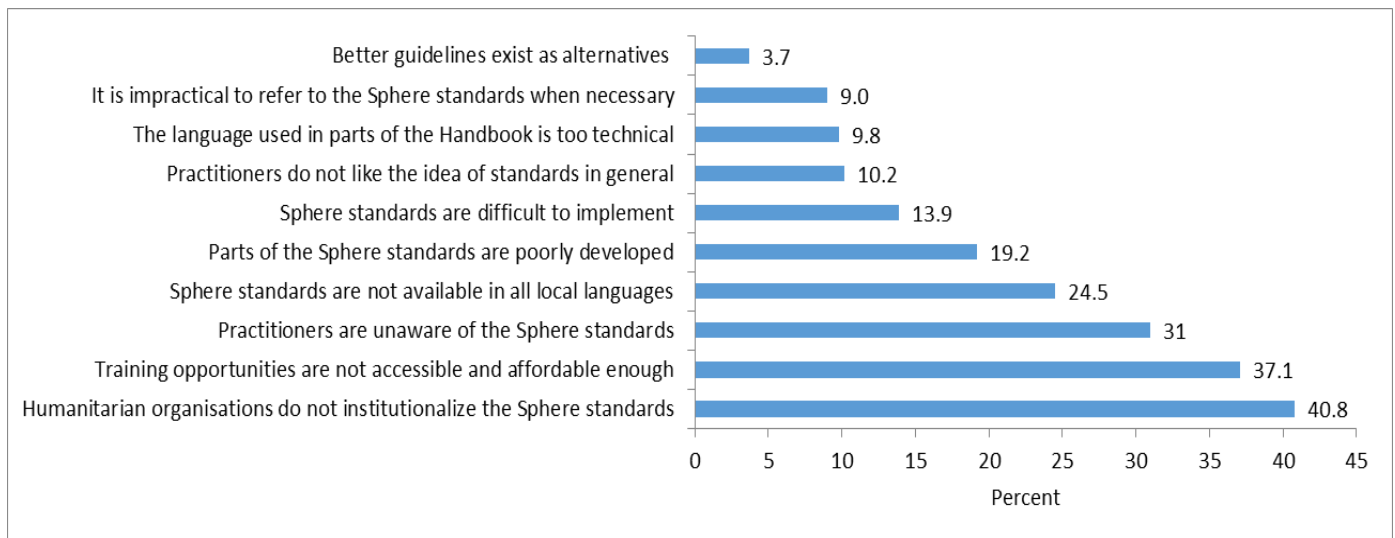 Better guidelines exist as alternatives 3.7
It is impractical to refer to the Sphere standards when necessary 9.0
The language used in parts of the Handbook is too technical 9.8
Practitioners do not like the idea of standards in general 10.2
Sphere standards are difficult to implement 13.9
Parts of the Sphere standards are poorly developed 19.2
Sphere standards are not available in all local languages 24.5
Practitioners are unaware of the Sphere standards 31
Training opportunities are not accessible and affordable enough 37.1
Humanitarian organisations do not institutionalize the Sphere standards 40.8
0 5 10 15 20 25 30 35 40 45
Percent